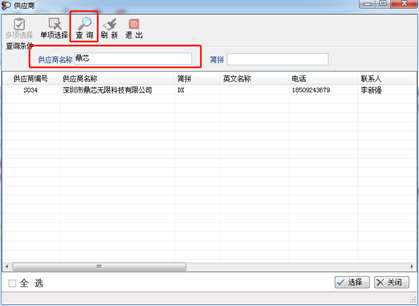 供应商
多项选择 单项选择 查 询 刷 新 退 出
查询条件
供应商名称 鼎芯 简拼
供应商编号 供应商名称 简拼 英文名称 电话 联系人
S034 深圳市鼎芯无限科技有限公司 DX 18509243679 李新强
全 选 选择 关闭